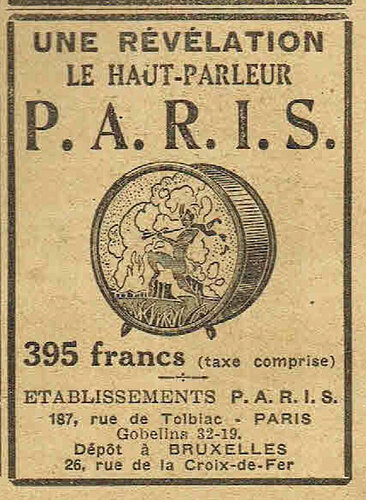 UNE RÉVÉLATION
LE HAUT-PARLEUR
P. A. R. I. S.
395 francs (taxe comprise)
ETABLISSEMENTS P. A. R. I. S.
187, rue de Tolbiac - PARIS
Gobelins 32-19.
Dépôt à BRUXELLES
26, rue de la Croix-de-Fer